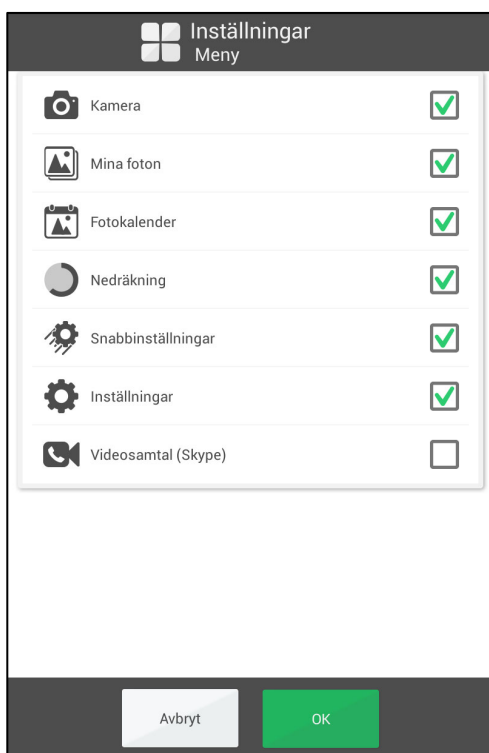 Inställningar
Meny
Kamera
Mina foton
Fotokalender
Nedräkning
Snabbinställningar
Inställningar
Videosamtal (Skype)
Avbryt
OK